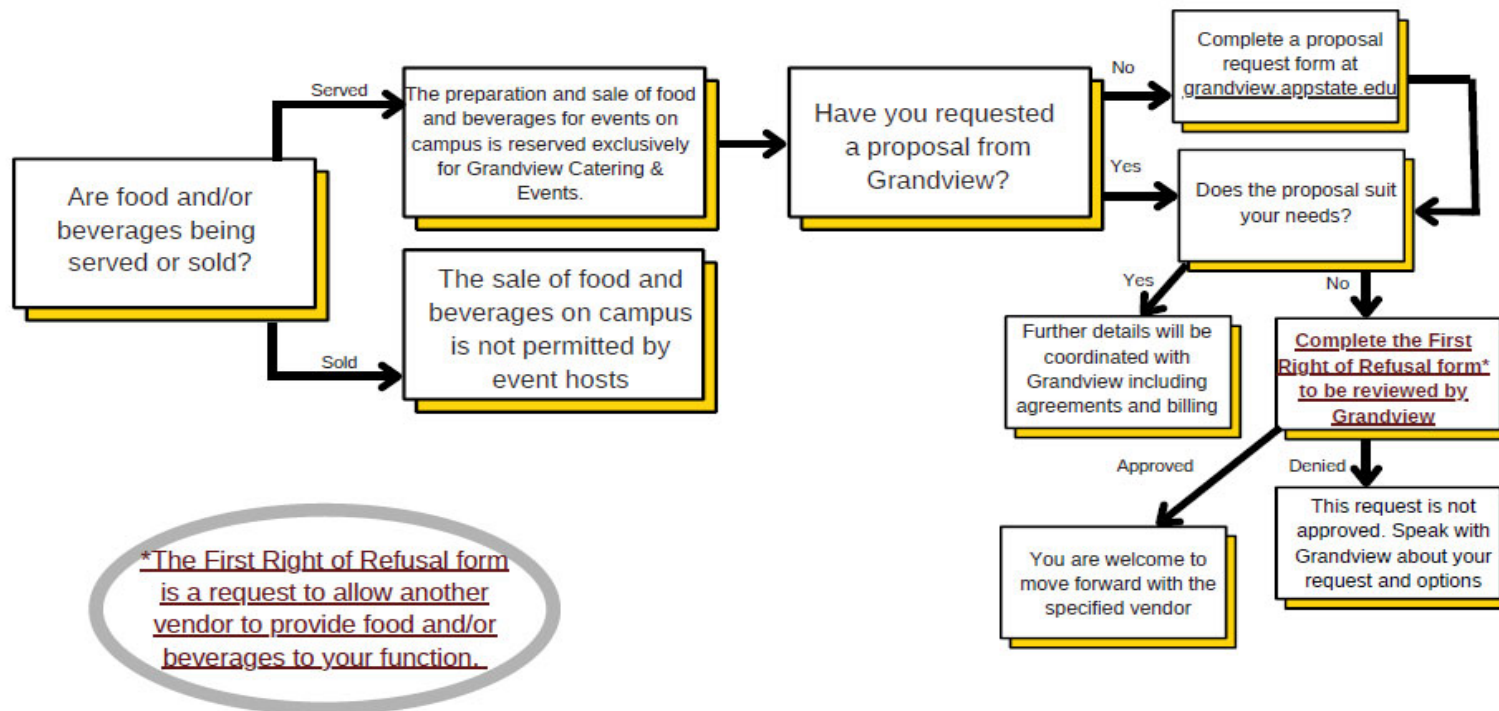 Are food and/or
beverages being
served or sold?
Served
The preparation and sale of food
and beverages for events on
campus is reserved exclusively
for Grandview Catering &
Events.
Sold
The sale of food and
beverages on campus
is not permitted by
event hosts
Have you requested
a proposal from
Grandview?
No
Complete a proposal
request form at
grandview.appstate.edu
Yes
Does the proposal suit
your needs?
Yes
Further details will be
coordinated with
Grandview including
agreements and billing
No
Complete the First
Right of Refusal form*
to be reviewed by
Grandview
Approved
You are welcome to
move forward with the
specified vendor
Denied
This request is not
approved. Speak with
Grandview about your
request and options
*The First Right of Refusal form
is a request to allow another
vendor to provide food and/or
beverages to your function.